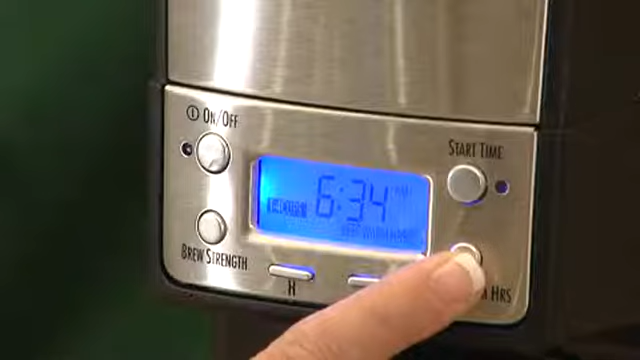 ON/OFF
START TIME
6:34
BREW STRENGTH
H
HRS